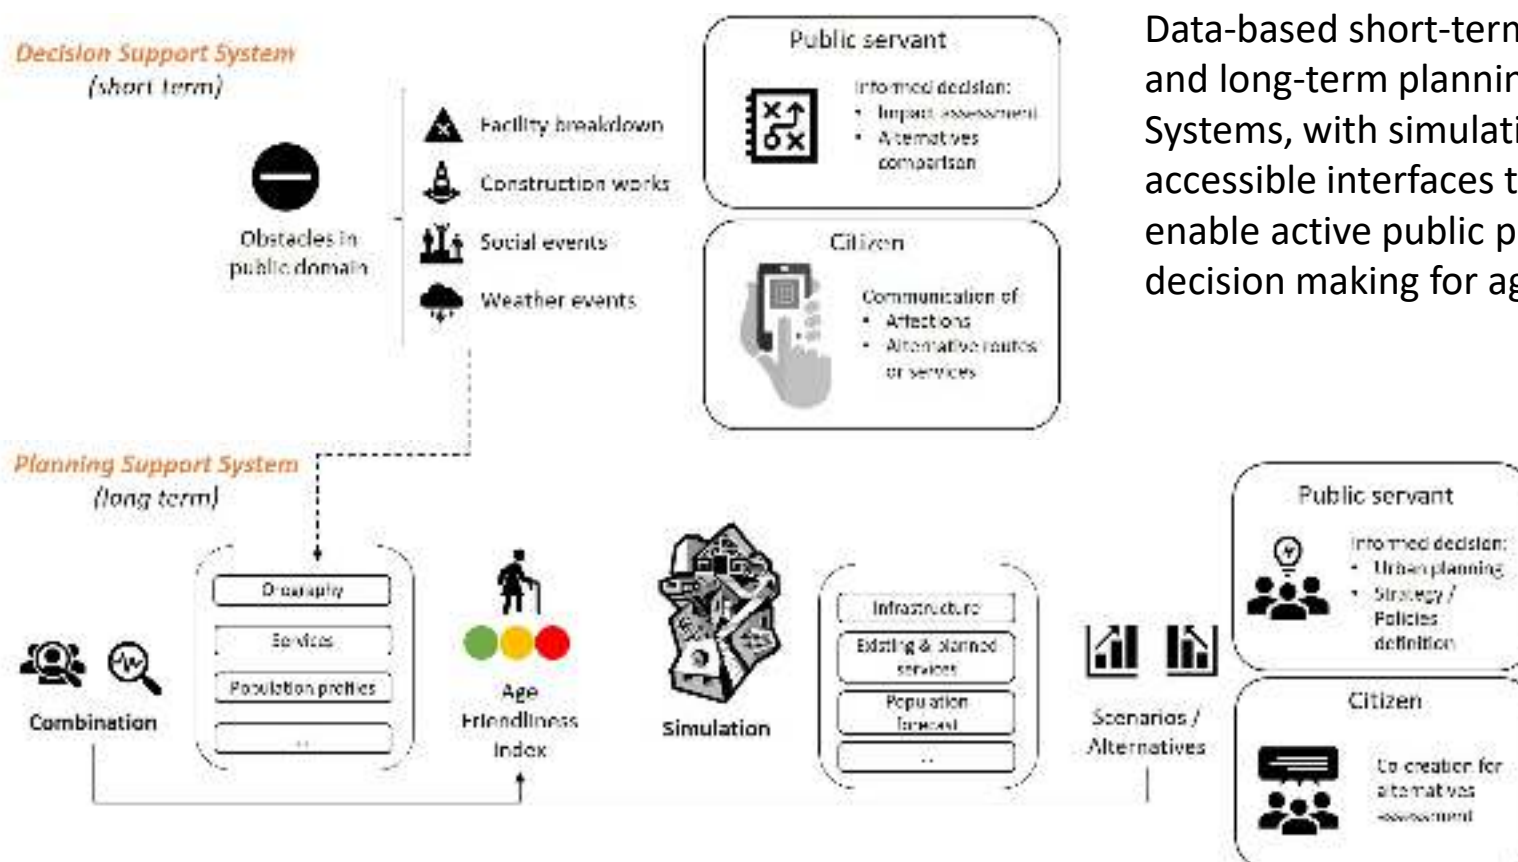 Decision Support System
(short term)
Obstacles in
public domain
Facility breakdown
Construction works
Social events
Weather events
Public servant
Informed decision:
• Impact assessment
• Alternatives
comparison
Citizen
Communication of
• Affections
• Alternative routes
or services
Data-based short-term
and long-term plannin
Systems, with simulati
accessible interfaces t
enable active public p
decision making for ag
Planning Support System
(long term)
Combination
Orography
Services
Population profiles
...
Age
Friendliness
Index
Simulation
Infrastructure
Existing & planned
services
Population
forecast
...
Scenarios /
Alternatives
Public servant
Informed decision:
• Urban planning
• Strategy /
Policies
definition
Citizen
Co-creation for
alternatives
assessment